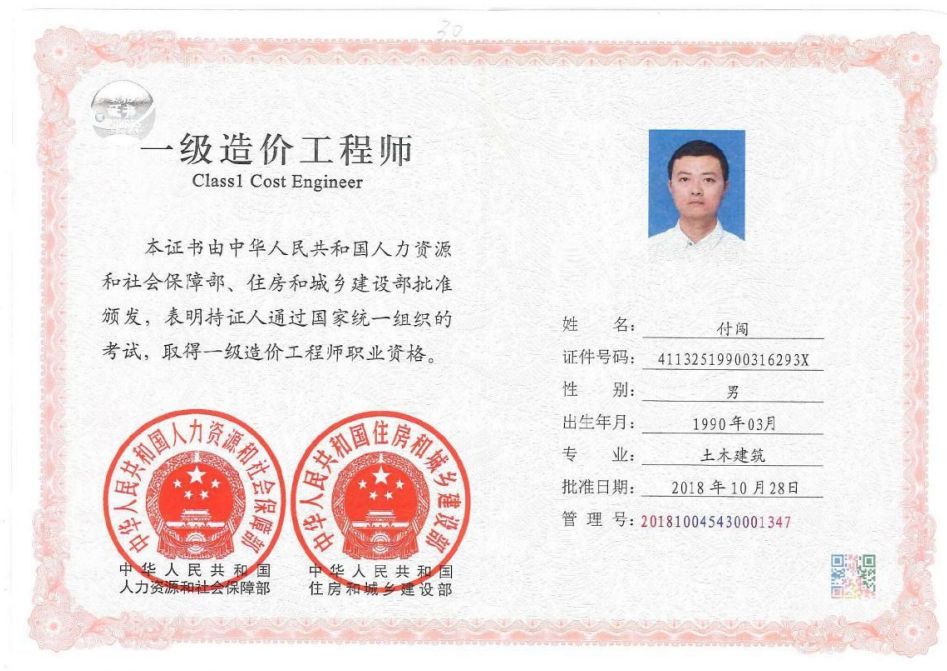 20
证书
一级造价工程师
Class1 Cost Engineer
本证书由中华人民共和国人力资源
和社会保障部、住房和城乡建设部批准
颁发，表明持证人通过国家统一组织的
考试，取得一级造价工程师职业资格。
中华人民共和国人力资源和社会保障部
中华人民共和国住房和城乡建设部
中华人民共和国
人力资源和社会保障部
中华人民共和国
住房和城乡建设部
姓 名： 付闯
证件号码： 41132519900316293X
性 别： 男
出生年月： 1990年03月
专 业： 土木建筑
批准日期： 2018年10月28日
管 理 号：201810045430001347